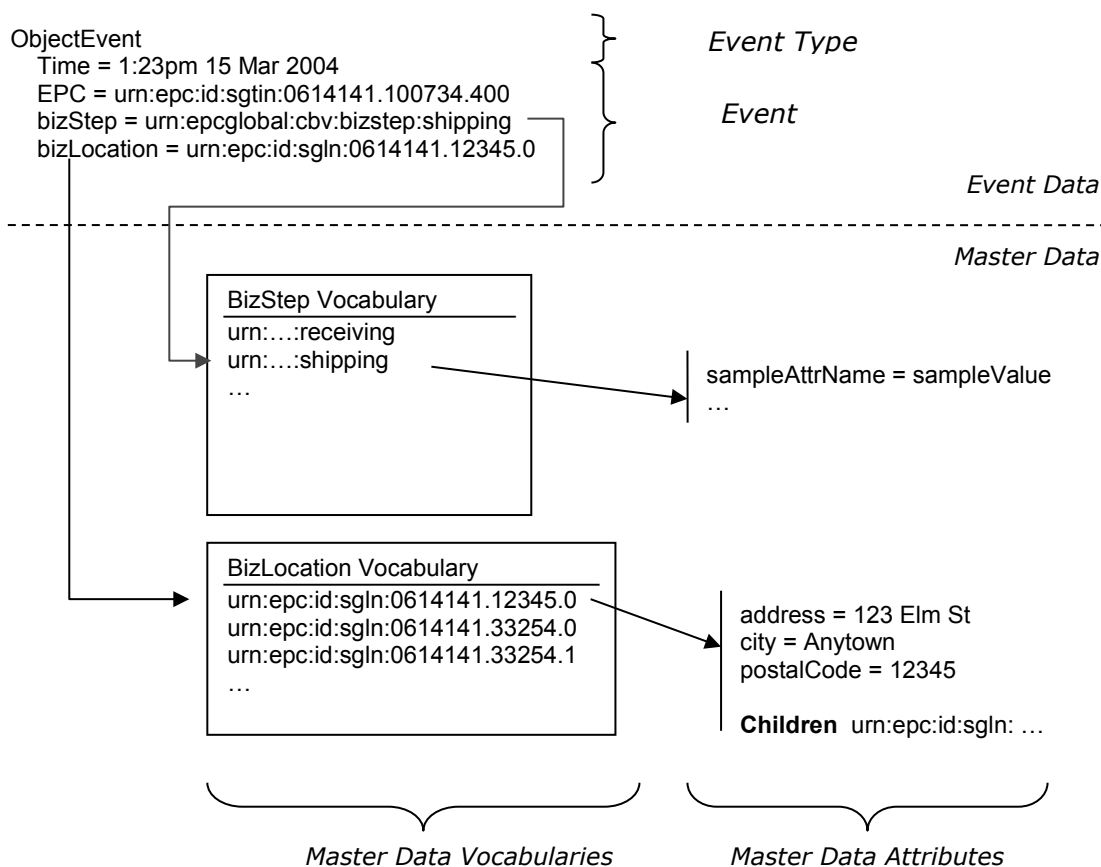 ObjectEvent
Event Type
Time = 1:23pm 15 Mar 2004
EPC = urn:epc:id:sgtin:0614141.100734.400
bizStep = urn:epcglobal:cbv:bizstep:shipping
bizLocation = urn:epc:id:sgln:0614141.12345.0
Event
Event Data
Master Data
BizStep Vocabulary
urn:…:receiving
urn:…:shipping
…
sampleAttrName = sampleValue
…
BizLocation Vocabulary
urn:epc:id:sgln:0614141.12345.0
urn:epc:id:sgln:0614141.33254.0
urn:epc:id:sgln:0614141.33254.1
…
address = 123 Elm St
city = Anytown
postalCode = 12345
Children urn:epc:id:sgln: …
Master Data Vocabularies
Master Data Attributes